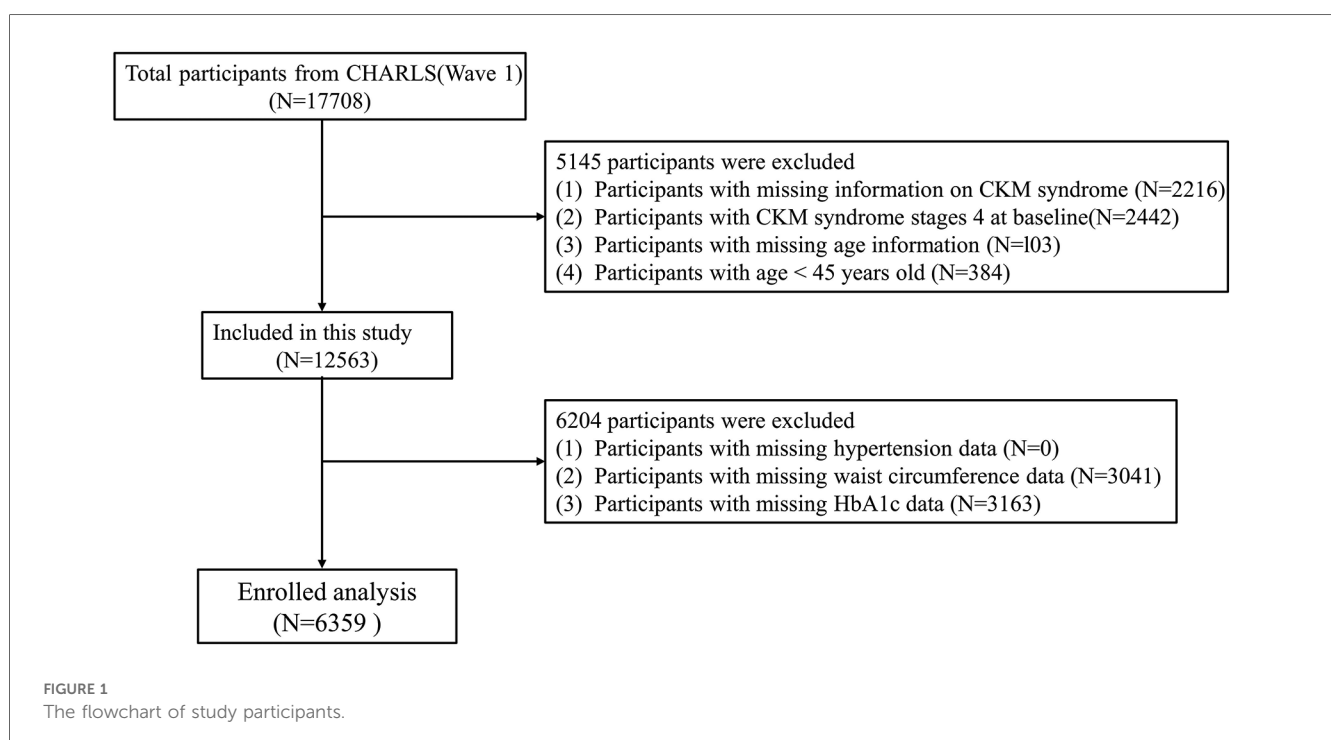 Total participants from CHARLS(Wave 1)
(N=17708)
5145 participants were excluded
(1) Participants with missing information on CKM syndrome (N=2216)
(2) Participants with CKM syndrome stages 4 at baseline(N=2442)
(3) Participants with missing age information (N=l03)
(4) Participants with age < 45 years old (N=384)
Included in this study
(N=12563)
6204 participants were excluded
(1) Participants with missing hypertension data (N=0)
(2) Participants with missing waist circumference data (N=3041)
(3) Participants with missing HbA1c data (N=3163)
Enrolled analysis
(N=6359 )
FIGURE 1
The flowchart of study participants.